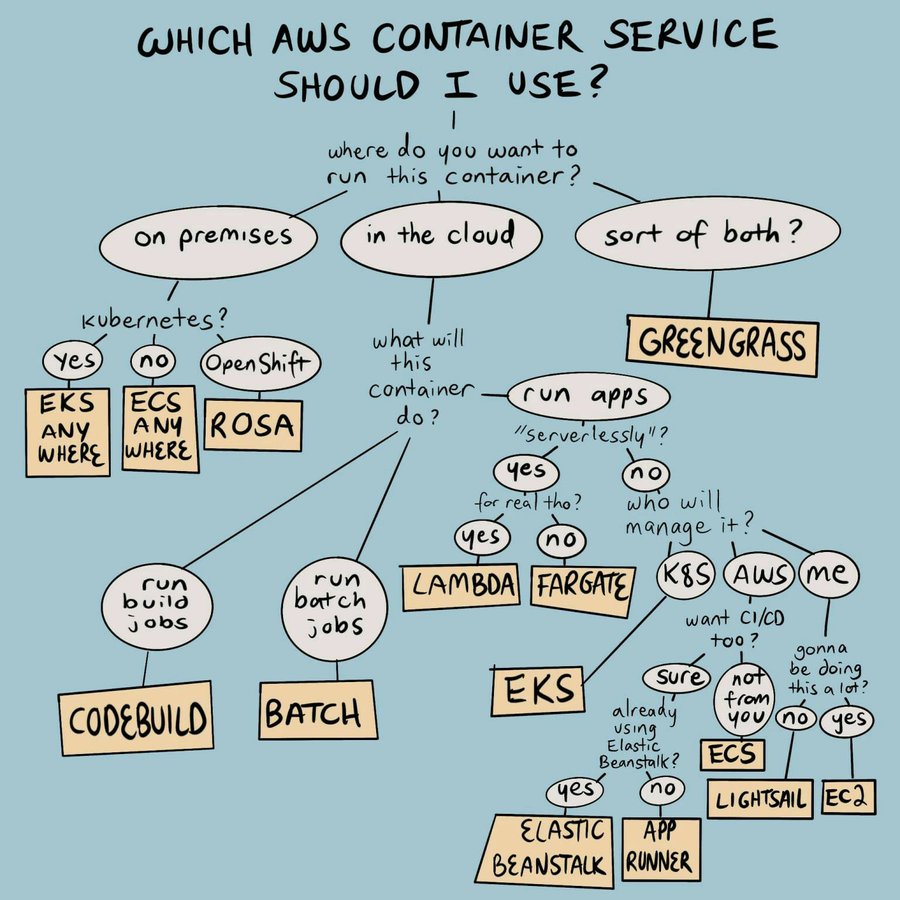 WHICH AWS CONTAINER SERVICE
SHOULD I USE?
where do you want to
run this container?
on premises
in the cloud
sort of both?
GREENGRASS
kubernetes?
yes
no
OpenShift
EKS
ANY
WHERE
ECS
ANY
WHERE
ROSA
what will
this
container
do?
run apps
"serverlessly"?
yes
no
for real tho?
yes
no
LAMBDA
FARGATE
who will
manage it?
K8S
AWS
me
run
build
jobs
run
batch
jobs
CODEBUILD
BATCH
EKS
want CI/CD
too?
sure
not
from
you
ECS
already
using
Elastic
Beanstalk?
yes
no
ELASTIC
BEANSTALK
APP
RUNNER
gonna
be doing
this a lot?
no
yes
LIGHTSAIL
EC2